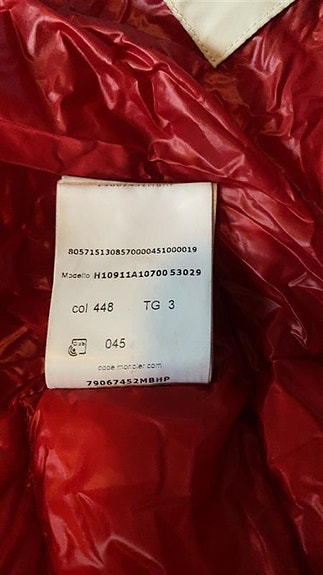 8057151308570000451000019
Modello H10911A10700 53029
col 448 TG 3
045
code.moncler.com
79067452MBHP